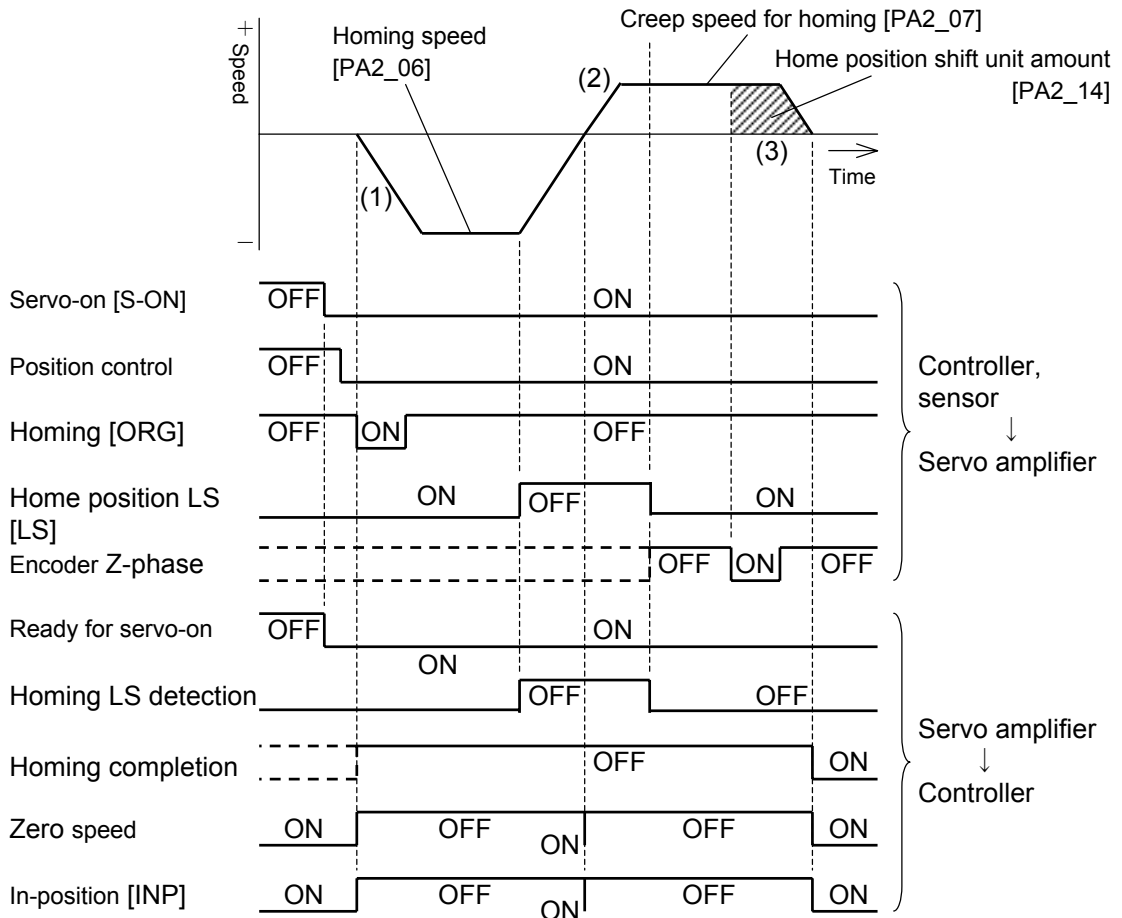 Creep speed for homing [PA2_07]
Homing speed
[PA2_06]
Home position shift unit amount
[PA2_14]
+ Speed
(2)
(3)
Time
(1)
—
Servo-on [S-ON]
OFF
ON
Position control
OFF
ON
Controller,
sensor
↓
Servo amplifier
Homing [ORG]
OFF
ON
OFF
Home position LS
[LS]
ON
OFF
ON
Encoder Z-phase
OFF
ON
OFF
Ready for servo-on
OFF
ON
ON
Homing LS detection
OFF
OFF
Servo amplifier
↓
Controller
Homing completion
OFF
ON
Zero speed
ON
OFF
ON
OFF
ON
In-position [INP]
ON
OFF
ON
OFF
ON